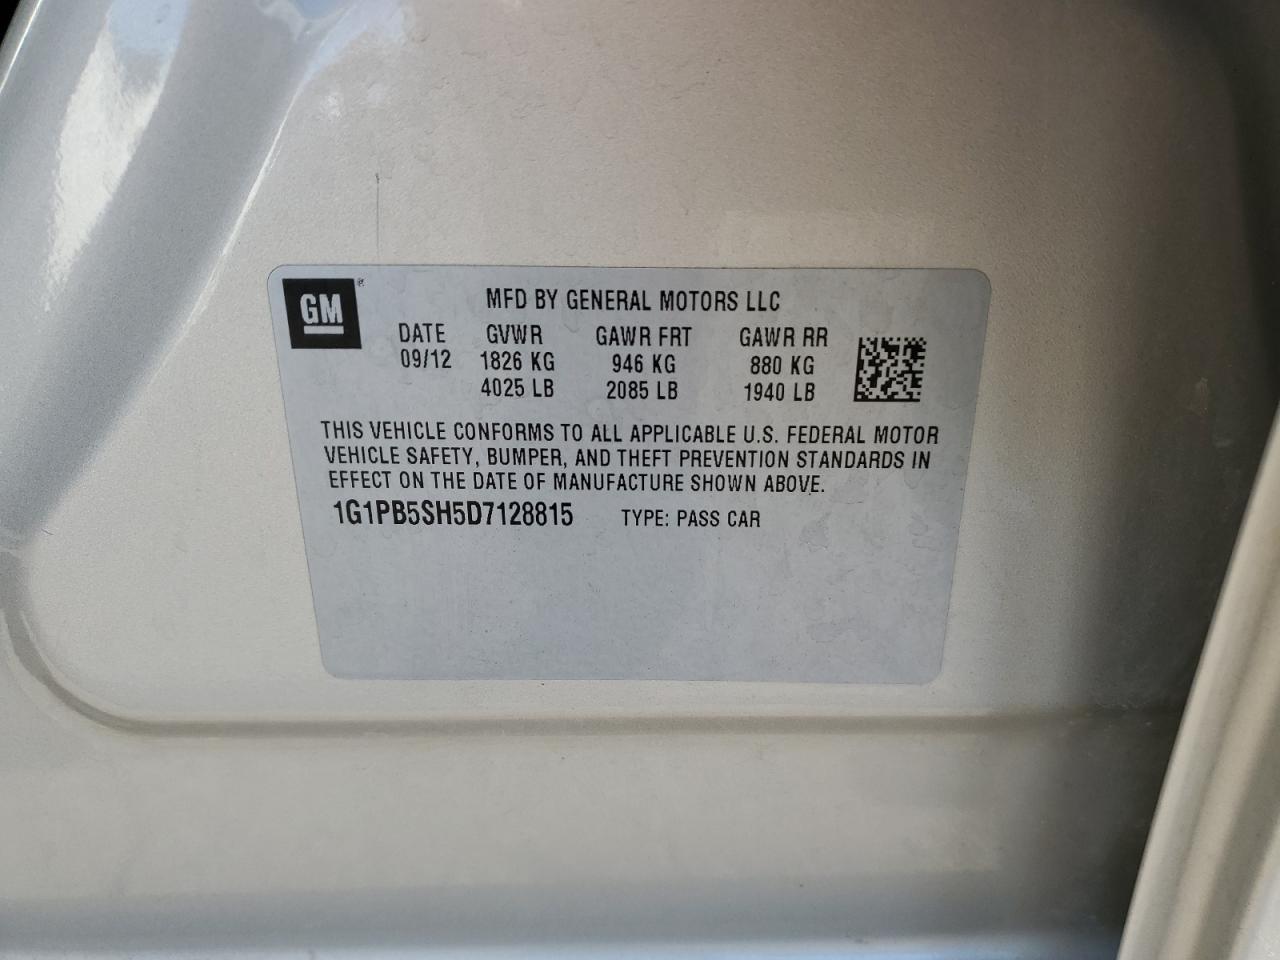 GM®
MFD BY GENERAL MOTORS LLC
DATE GVWR GAWR FRT GAWR RR
09/12 1826 KG 946 KG 880 KG
4025 LB 2085 LB 1940 LB
THIS VEHICLE CONFORMS TO ALL APPLICABLE U.S. FEDERAL MOTOR
VEHICLE SAFETY, BUMPER, AND THEFT PREVENTION STANDARDS IN
EFFECT ON THE DATE OF MANUFACTURE SHOWN ABOVE.
1G1PB5SH5D7128815 TYPE: PASS CAR